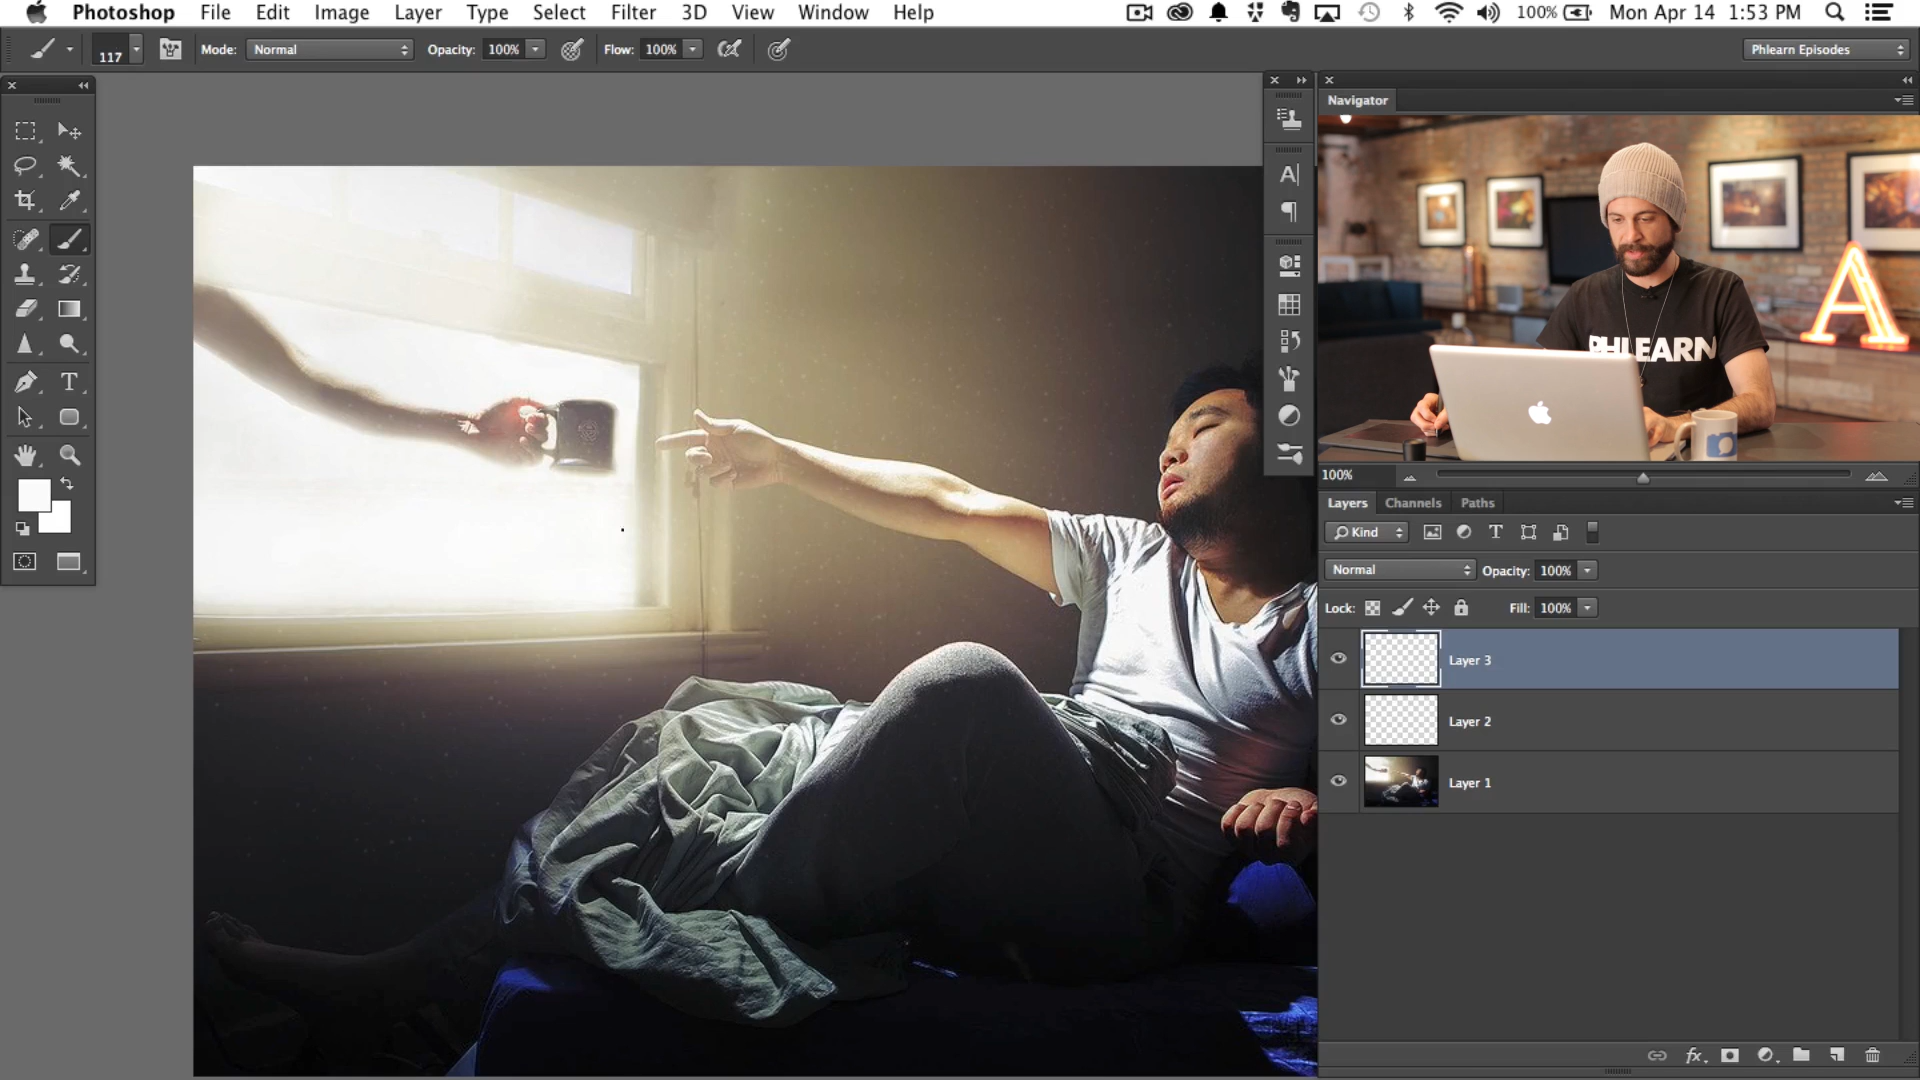 Photoshop File Edit Image Layer Type Select Filter 3D View Window Help 100% Mon Apr 14 1:53 PM
117 Mode: Normal Opacity: 100% Flow: 100% Phlearn Episodes
Navigator
PHLEARN
A
100%
Layers Channels Paths
Kind
Normal Opacity: 100%
Lock: Fill: 100%
Layer 3
Layer 2
Layer 1
fx